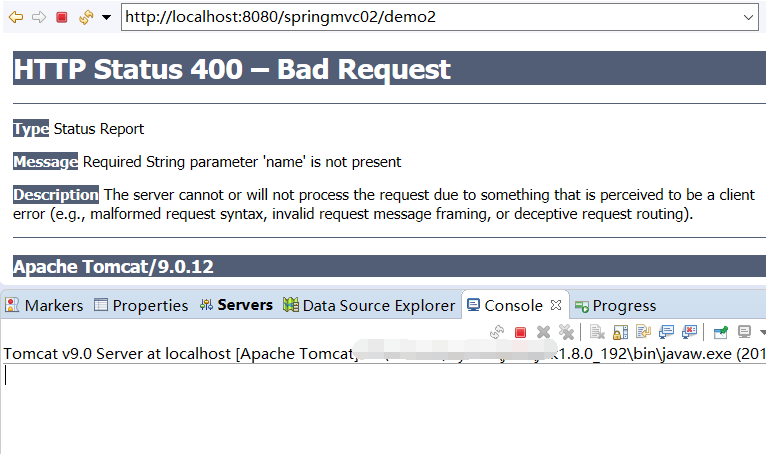 http://localhost:8080/springmvc02/demo2
HTTP Status 400 – Bad Request
Type Status Report
Message Required String parameter 'name' is not present
Description The server cannot or will not process the request due to something that is perceived to be a client
error (e.g., malformed request syntax, invalid request message framing, or deceptive request routing).
Apache Tomcat/9.0.12
Markers Properties Servers Data Source Explorer Console Progress
Tomcat v9.0 Server at localhost [Apache Tomcat] k1.8.0_192\bin\javaw.exe (201